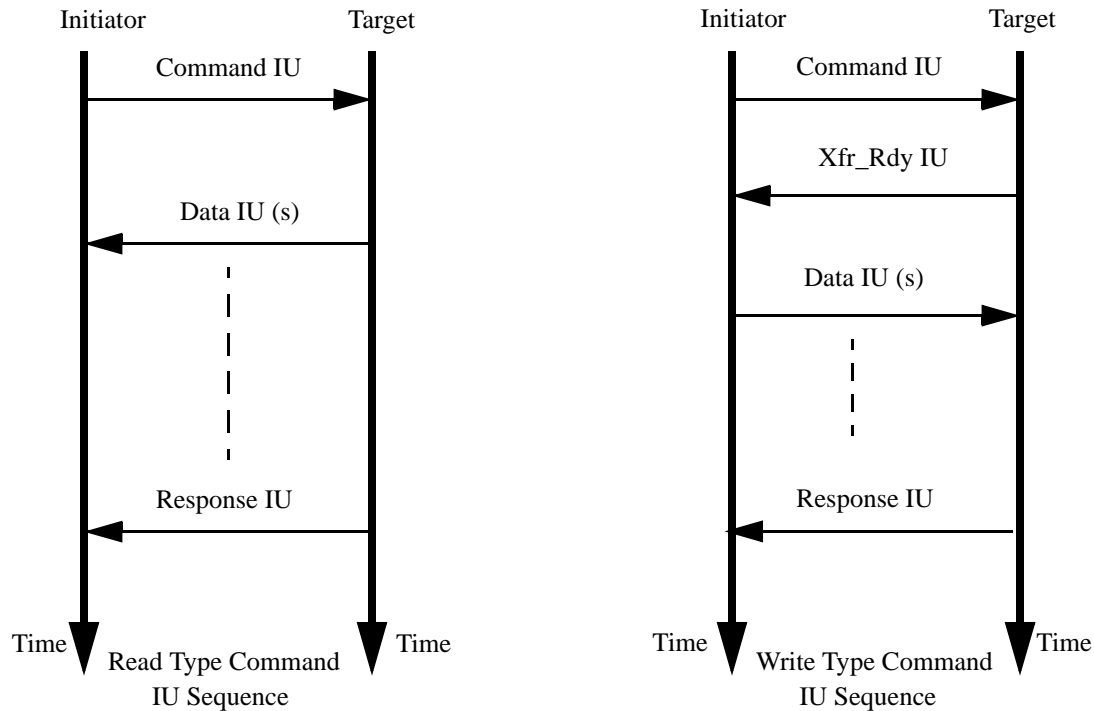 Initiator
Target
Command IU
Data IU (s)
Response IU
Time
Time
Read Type Command
IU Sequence
Initiator
Target
Command IU
Xfr_Rdy IU
Data IU (s)
Response IU
Time
Time
Write Type Command
IU Sequence